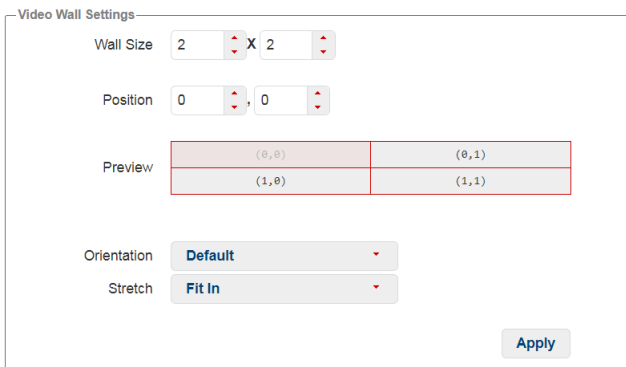 Video Wall Settings
Wall Size 2 X 2
Position 0 , 0
(0,0) (0,1)
Preview
(1,0) (1,1)
Orientation Default
Stretch Fit In
Apply